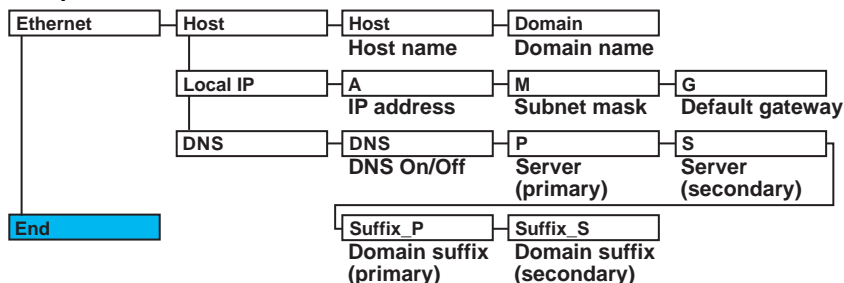 Ethernet Host Host Domain
Host name Domain name
Local IP A M G
IP address Subnet mask Default gateway
DNS DNS P S
DNS On/Off Server Server
(primary) (secondary)
End Suffix_P Suffix_S
Domain suffix Domain suffix
(primary) (secondary)